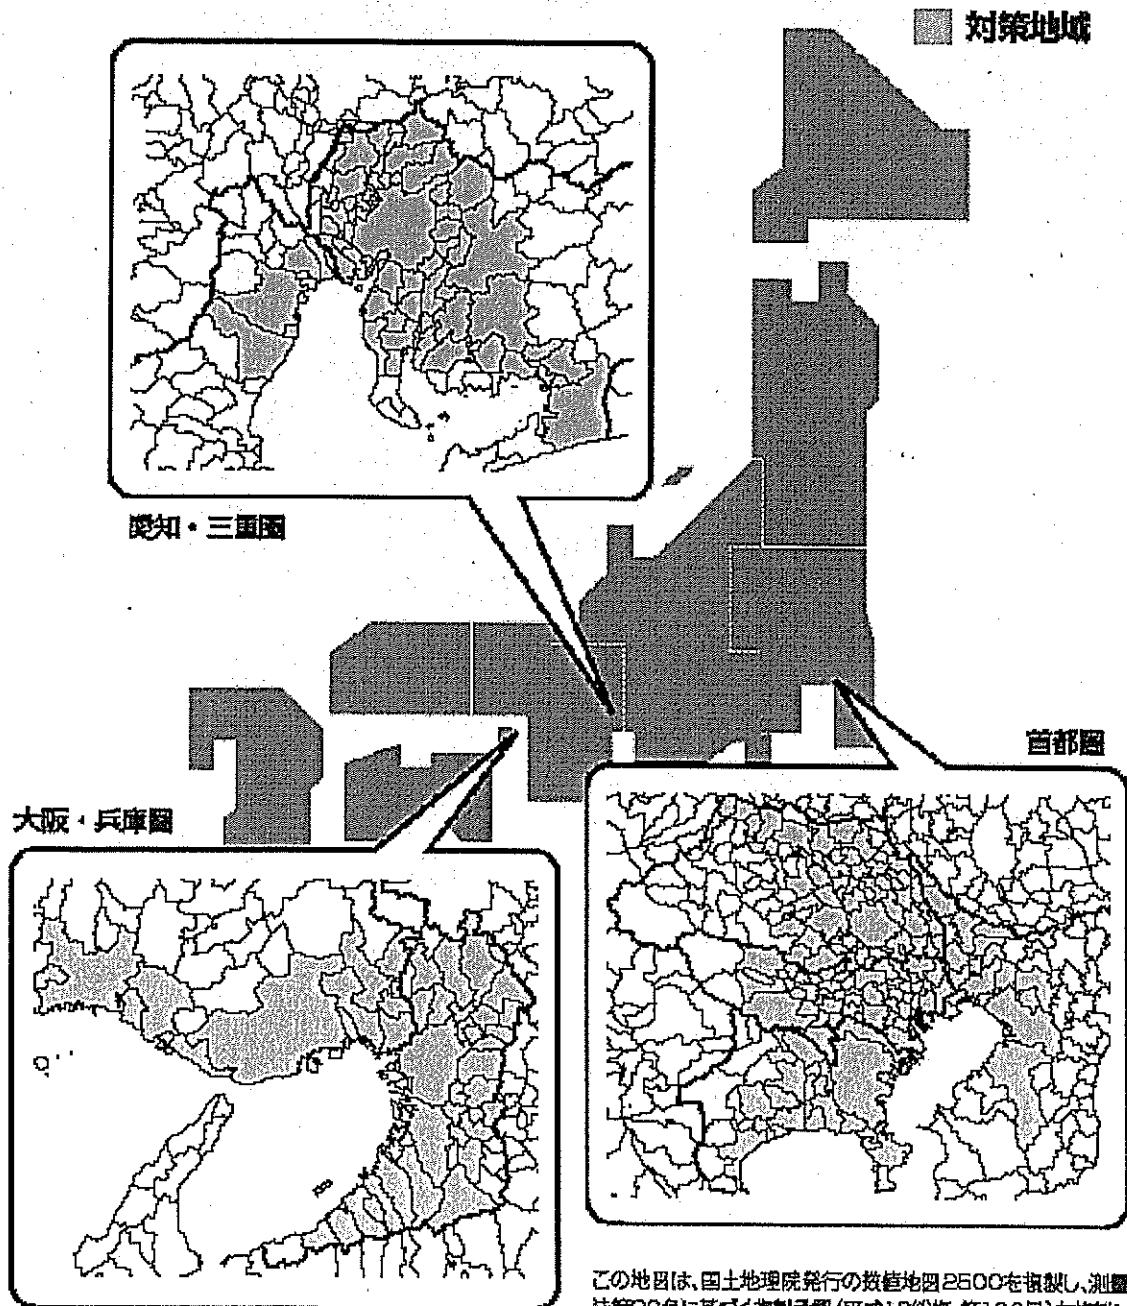 対策地域
愛知・三重圏
首都圏
大阪・兵庫圏
この地図は、国土地理院発行の数値地図2500を複製し、測量